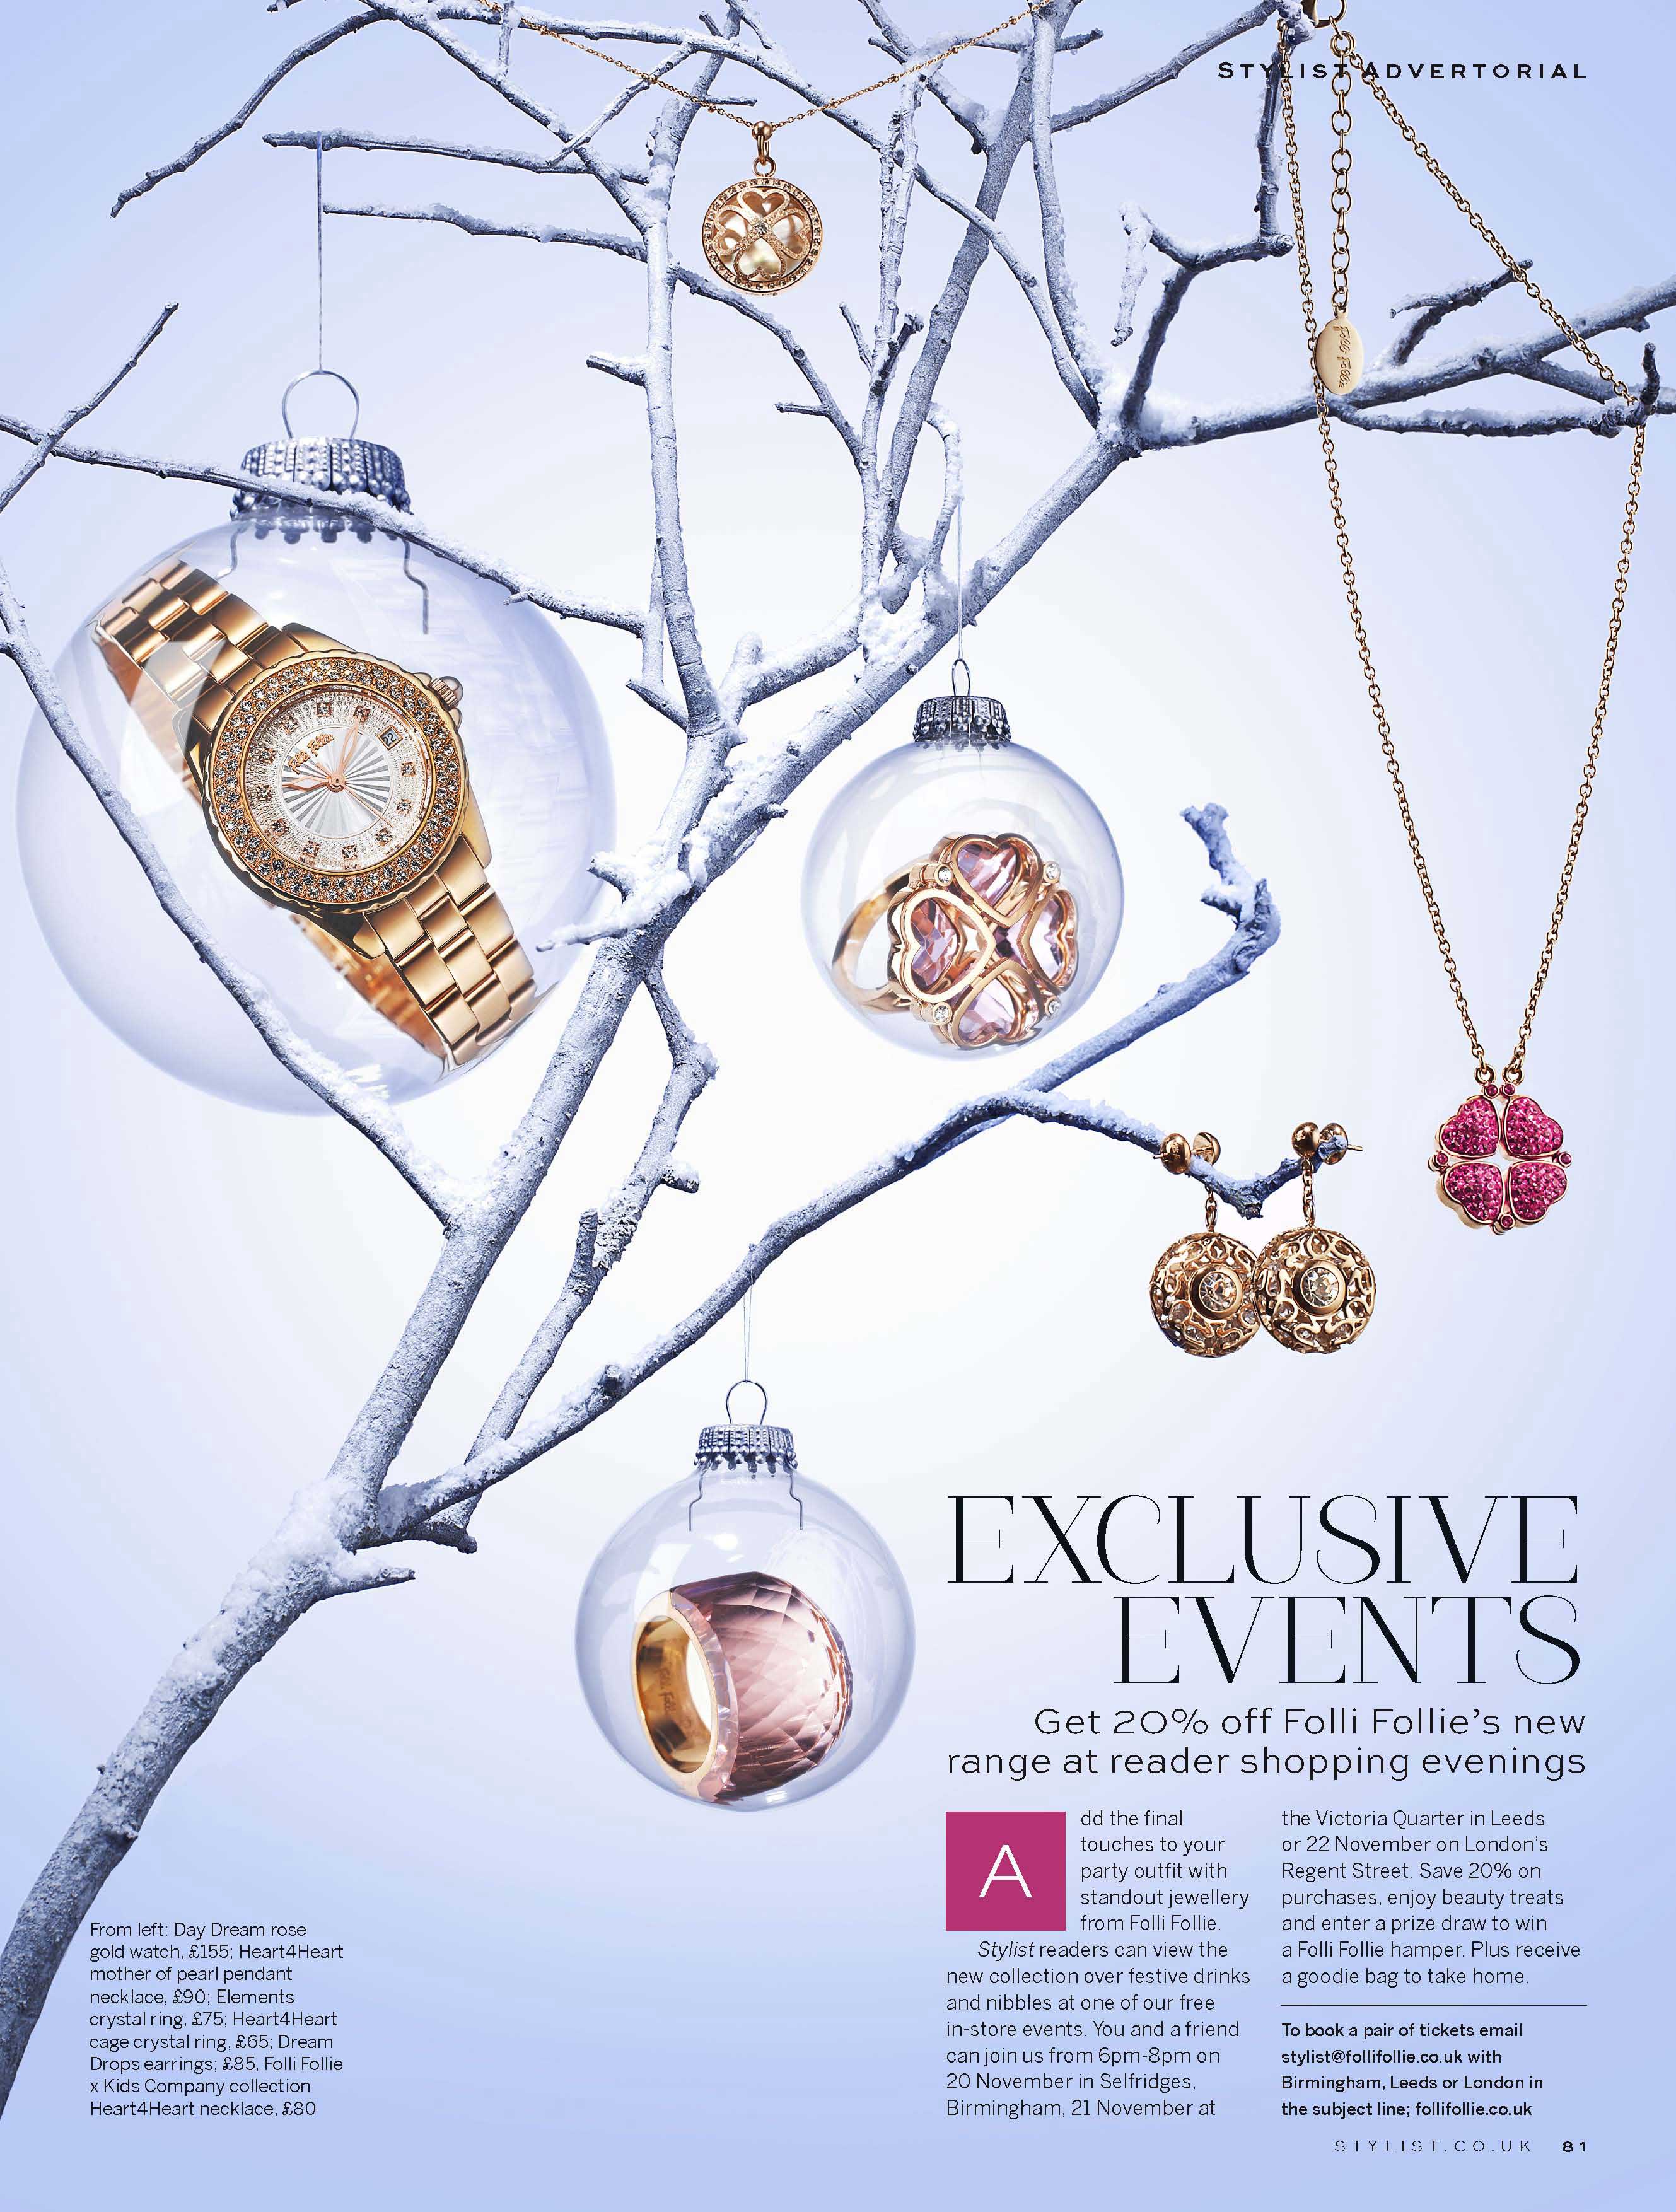 STYLIST ADVERTORIAL
Folli Follie
Folli Follie
EXCLUSIVE
EVENTS
Get 20% off Folli Follie's new
range at reader shopping evenings
Add the final
touches to your
party outfit with
standout jewellery
from Folli Follie.
Stylist readers can view the
new collection over festive drinks
and nibbles at one of our free
in-store events. You and a friend
can join us from 6pm-8pm on
20 November in Selfridges,
Birmingham, 21 November at
the Victoria Quarter in Leeds
or 22 November on London's
Regent Street. Save 20% on
purchases, enjoy beauty treats
and enter a prize draw to win
a Folli Follie hamper. Plus receive
a goodie bag to take home.
To book a pair of tickets email
stylist@follifollie.co.uk with
Birmingham, Leeds or London in
the subject line; follifollie.co.uk
From left: Day Dream rose
gold watch, £155; Heart4Heart
mother of pearl pendant
necklace, £90; Elements
crystal ring, £75; Heart4Heart
cage crystal ring, £65; Dream
Drops earrings; £85, Folli Follie
x Kids Company collection
Heart4Heart necklace, £80
STYLIST.CO.UK 81